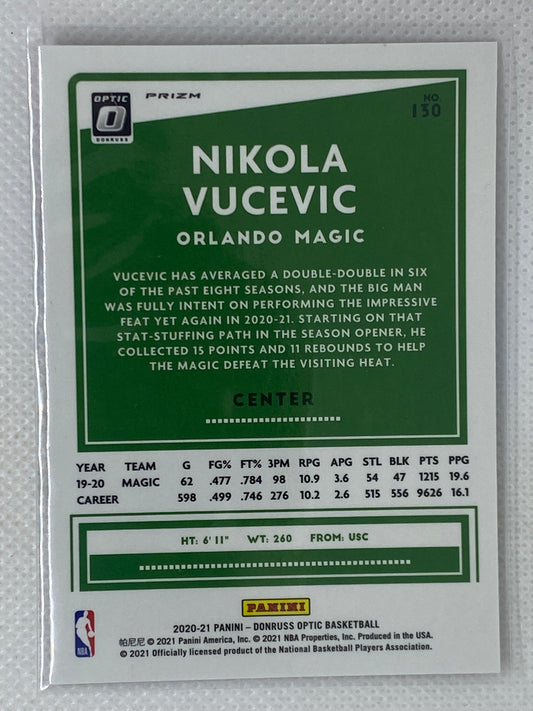 OPTIC
O
DONRUSS
PRIZM
NO.
130
NIKOLA
VUCEVIC
ORLANDO MAGIC
VUCEVIC HAS AVERAGED A DOUBLE-DOUBLE IN SIX
OF THE PAST EIGHT SEASONS, AND THE BIG MAN
WAS FULLY INTENT ON PERFORMING THE IMPRESSIVE
FEAT YET AGAIN IN 2020-21. STARTING ON THAT
STAT-STUFFING PATH IN THE SEASON OPENER, HE
COLLECTED 15 POINTS AND 11 REBOUNDS TO HELP
THE MAGIC DEFEAT THE VISITING HEAT.
CENTER
YEAR TEAM G FG% FT% 3PM RPG APG STL BLK PTS PPG
19-20 MAGIC 62 .477 .784 98 10.9 3.6 54 47 1215 19.6
CAREER 598 .499 .746 276 10.2 2.6 515 556 9626 16.1
HT: 6' 11" WT: 260 FROM: USC
PANINI
2020-21 PANINI – DONRUSS OPTIC BASKETBALL
帕尼尼 © 2021 Panini America, Inc. © 2021 NBA Properties, Inc. Produced in the USA.
© 2021 Officially licensed product of the National Basketball Players Association.
NBA